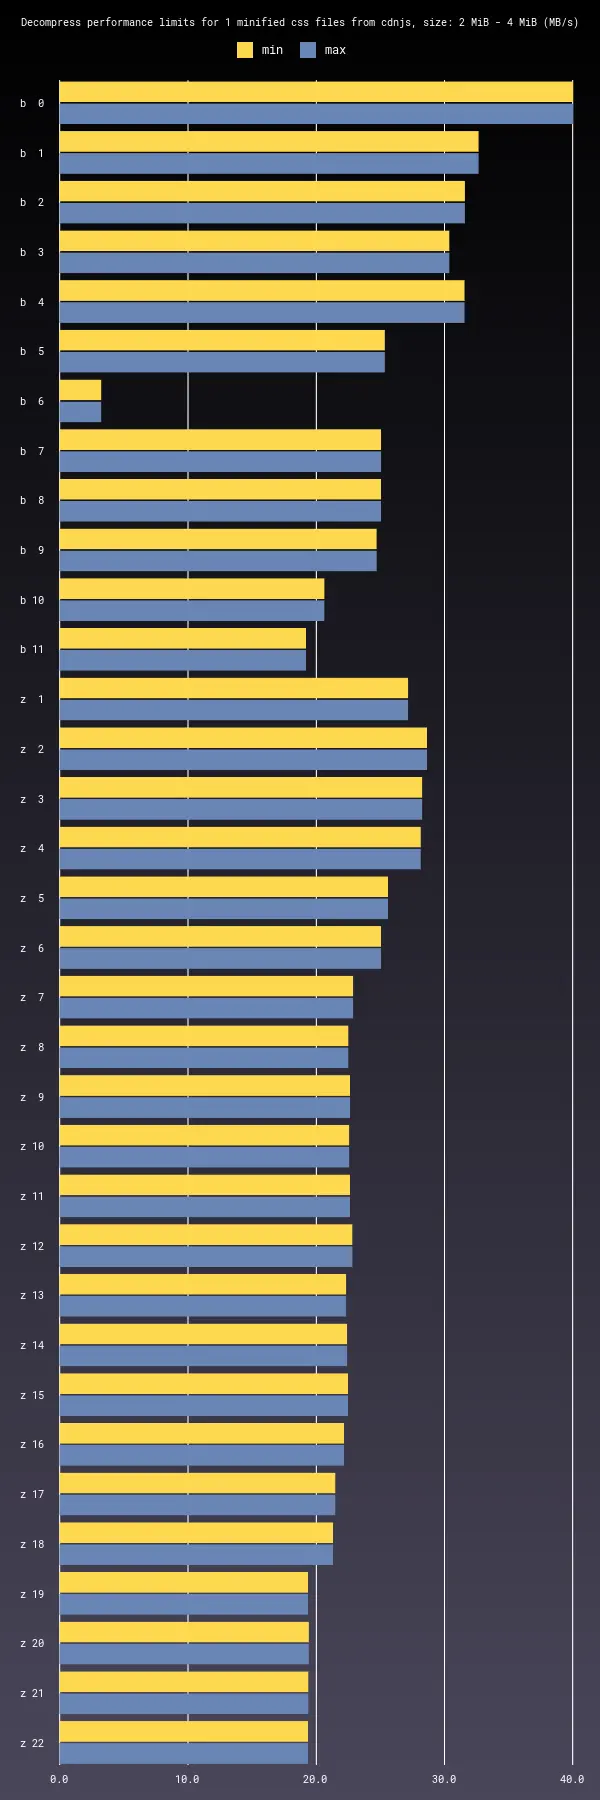 Decompress performance limits for 1 minified css files from cdnjs, size: 2 MiB - 4 MiB (MB/s)
min max
b 0
b 1
b 2
b 3
b 4
b 5
b 6
b 7
b 8
b 9
b 10
b 11
z 1
z 2
z 3
z 4
z 5
z 6
z 7
z 8
z 9
z 10
z 11
z 12
z 13
z 14
z 15
z 16
z 17
z 18
z 19
z 20
z 21
z 22
0.0 10.0 20.0 30.0 40.0